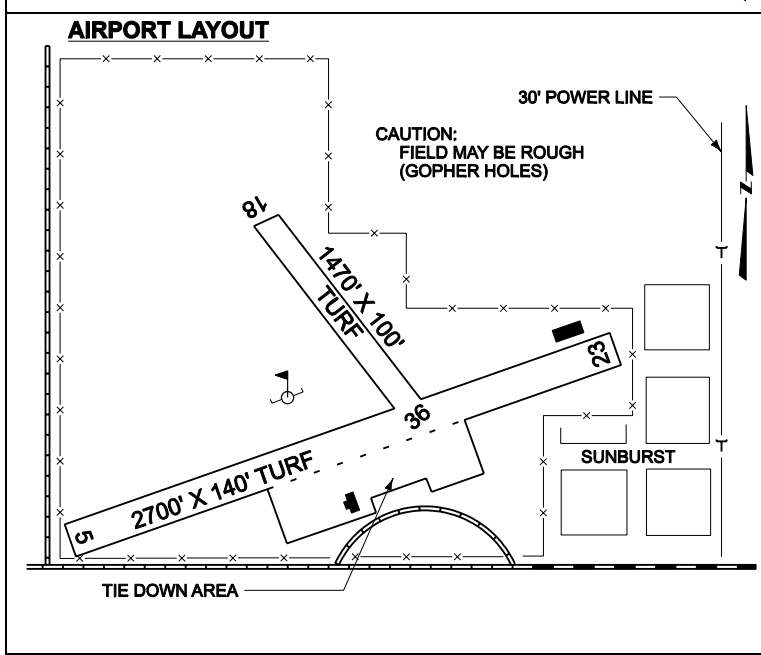 AIRPORT LAYOUT
30' POWER LINE
CAUTION:
FIELD MAY BE ROUGH
(GOPHER HOLES)
N
18
1470' X 100'
TURF
23
36
SUNBURST
2700' X 140' TURF
5
TIE DOWN AREA